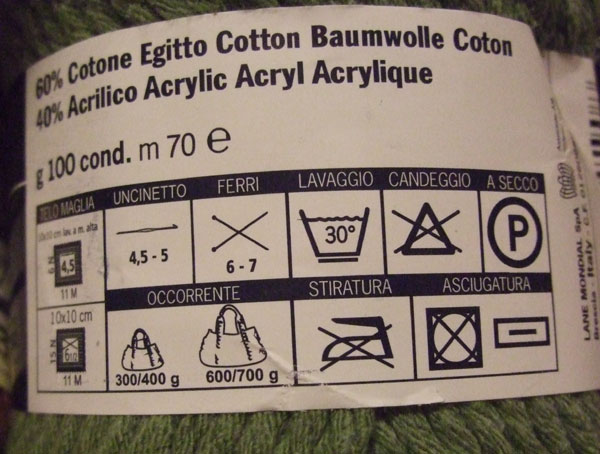 60% Cotone Egitto Cotton Baumwolle Coton
40% Acrilico Acrylic Acryl Acrylique
g 100 cond. m 70 e
TELO MAGLIA UNCINETTO FERRI LAVAGGIO CANDEGGIO A SECCO
4,5
11 M
4,5 - 5
6 - 7
30°
P
OCCORRENTE STIRATURA ASCIUGATURA
10x10 cm
15 N
11 M
300/400 g
600/700 g
LANE MONDIAL SpA
Brescia - Italy - C.F.